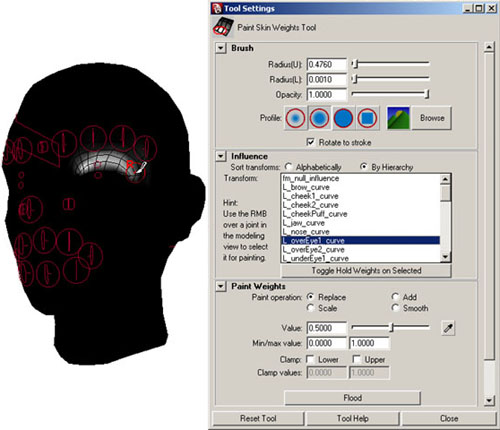 Tool Settings
Paint Skin Weights Tool
Brush
Radius(U): 0.4760
Radius(L): 0.0010
Opacity: 1.0000
Profile: Browse
Rotate to stroke
Influence
Sort transforms: Alphabetically By Hierarchy
Transform:
fm_null_influence
L_brow_curve
L_cheek1_curve
L_cheek2_curve
L_cheekPuff_curve
L_jaw_curve
L_nose_curve
L_overEye1_curve
L_overEye2_curve
L_underEye1_curve
Hint:
Use the RMB
over a joint in
the modeling
view to select
it for painting.
Toggle Hold Weights on Selected
Paint Weights
Paint operation: Replace Add
Scale Smooth
Value: 0.5000
Min/max value: 0.0000 1.0000
Clamp: Lower Upper
Clamp values: 0.0000 1.0000
Flood
Reset Tool Tool Help Close